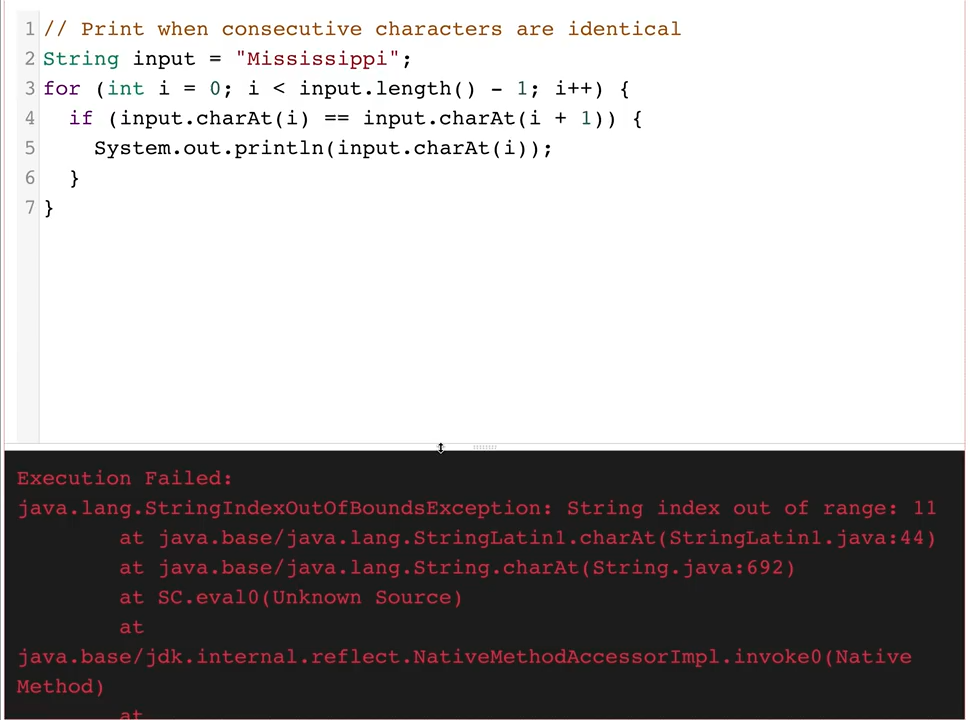 1 // Print when consecutive characters are identical
2 String input = "Mississippi";
3 for (int i = 0; i < input.length() - 1; i++) {
4   if (input.charAt(i) == input.charAt(i + 1)) {
5     System.out.println(input.charAt(i));
6   }
7 }
Execution Failed:
java.lang.StringIndexOutOfBoundsException: String index out of range: 11
        at java.base/java.lang.StringLatin1.charAt(StringLatin1.java:44)
        at java.base/java.lang.String.charAt(String.java:692)
        at SC.eval0(Unknown Source)
        at
java.base/jdk.internal.reflect.NativeMethodAccessorImpl.invoke0(Native
Method)
        at